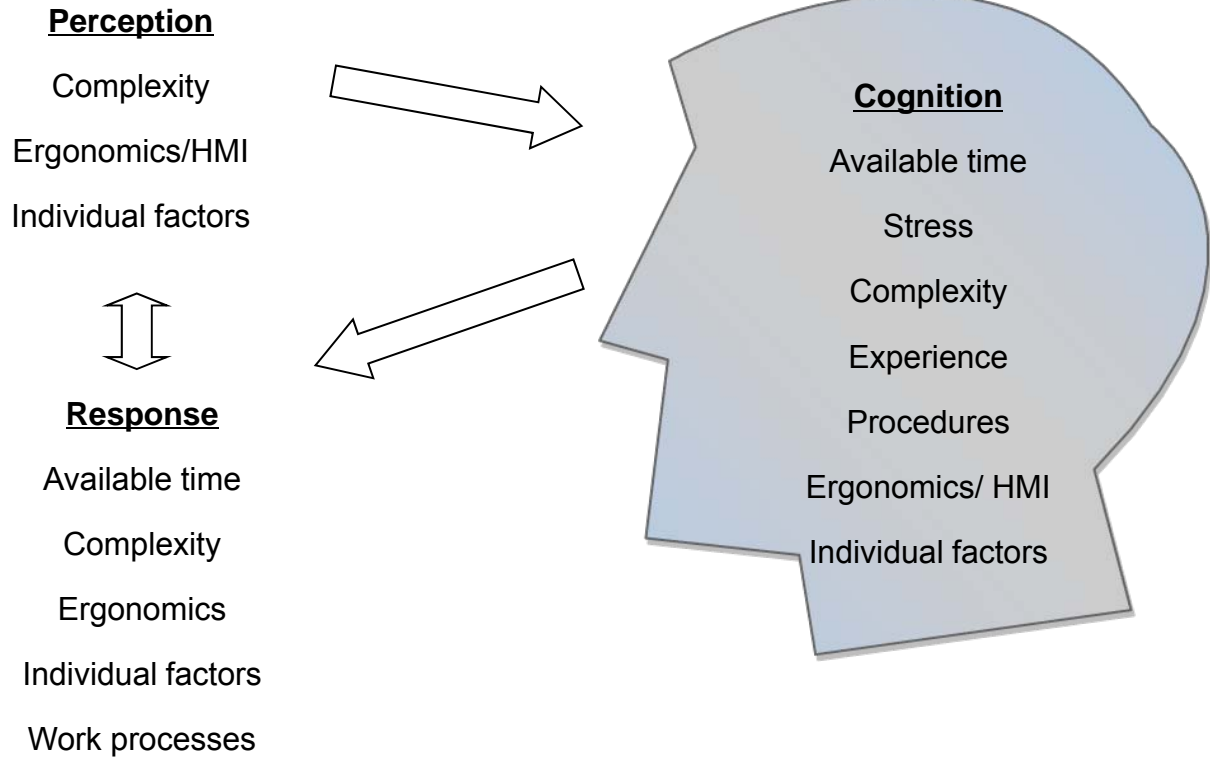 Perception
Complexity
Ergonomics/HMI
Individual factors
Response
Available time
Complexity
Ergonomics
Individual factors
Work processes
Cognition
Available time
Stress
Complexity
Experience
Procedures
Ergonomics/ HMI
Individual factors